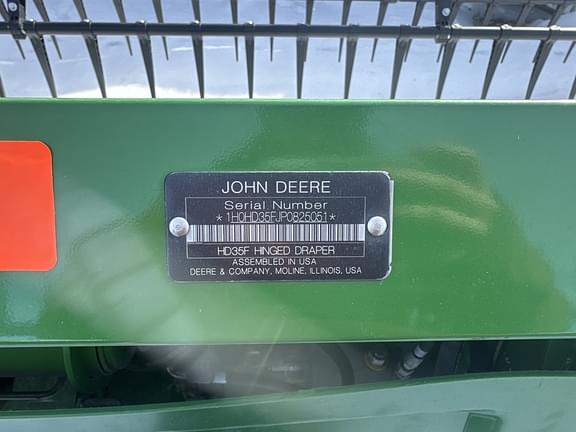 JOHN DEERE
Serial Number
*1H0HD35FJP0825051*
HD35F HINGED DRAPER
ASSEMBLED IN USA
DEERE & COMPANY, MOLINE, ILLINOIS, USA